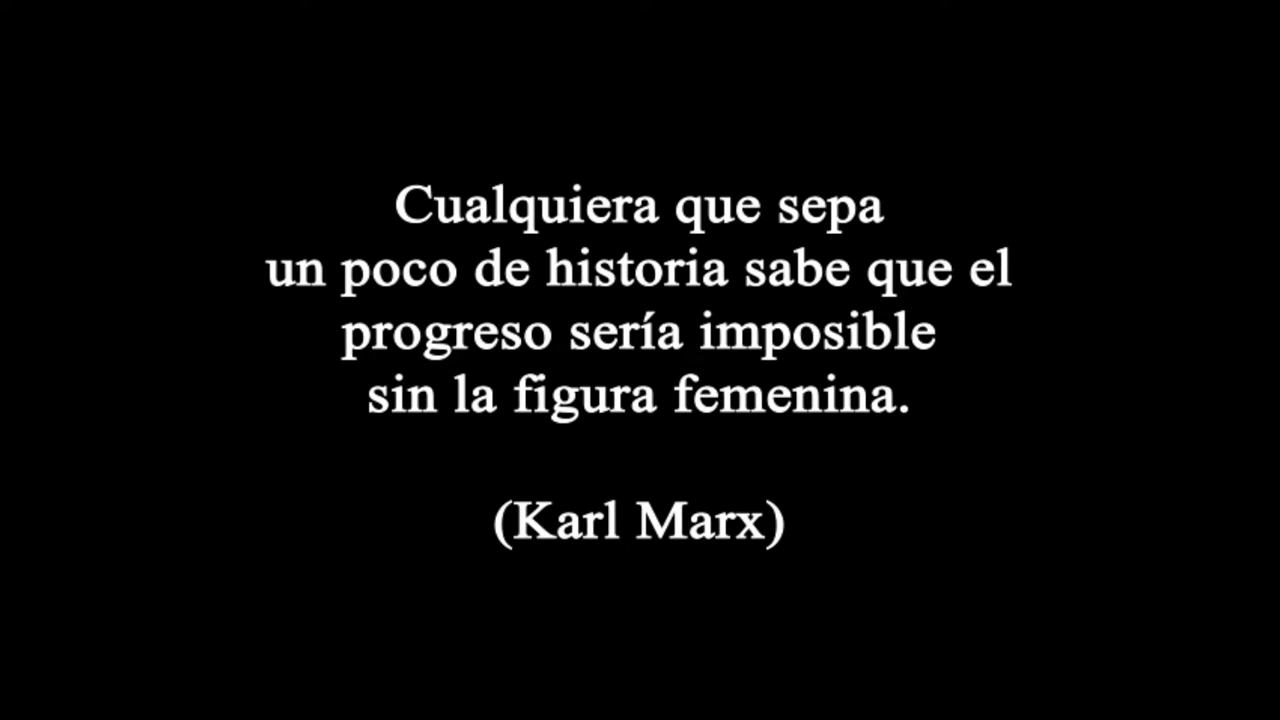 Cualquiera que sepa
un poco de historia sabe que el
progreso sería imposible
sin la figura femenina.
(Karl Marx)